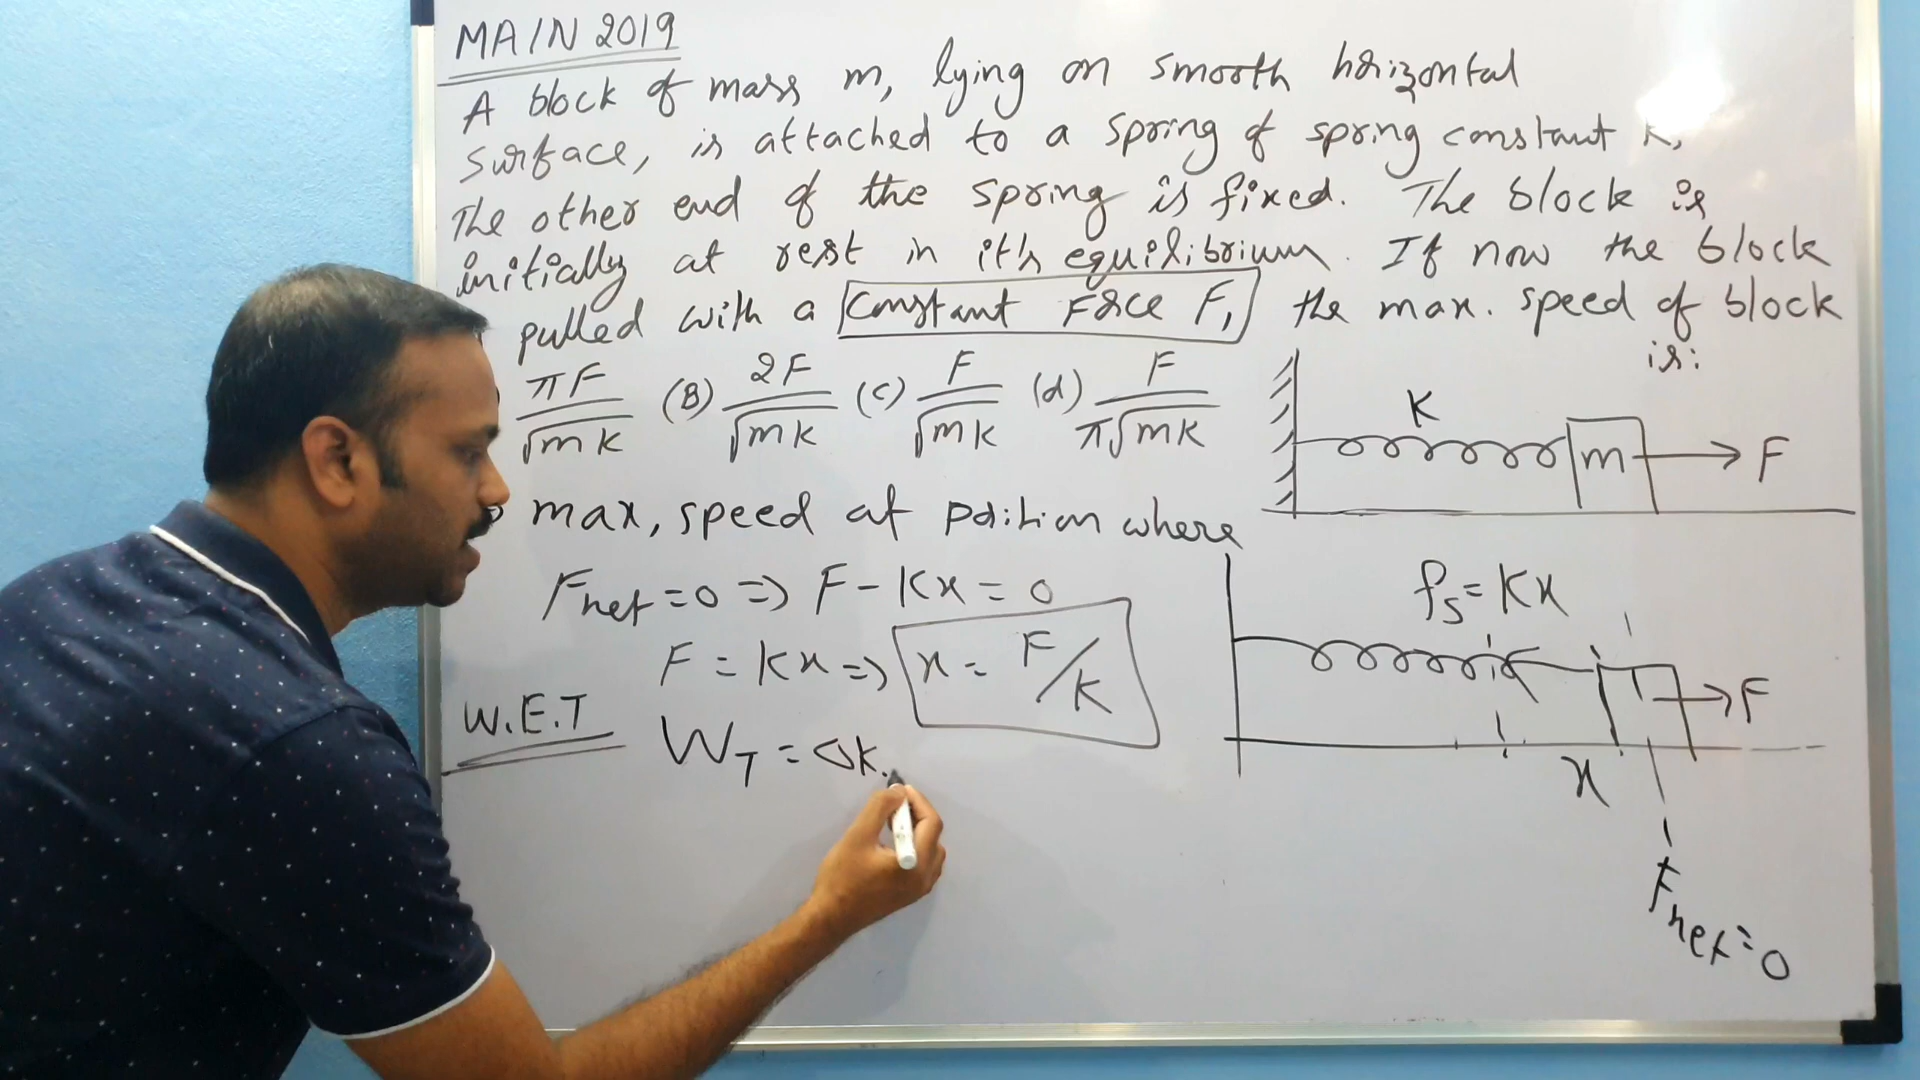 MAIN 2019
A block of mass m, lying on smooth horizontal
surface, is attached to a spring of spring constant K,
The other end of the spring is fixed. The block is
initially at rest in it's equilibrium. If now the block
pulled with a constant Force F, the max. speed of block
is:
πF/√mk (B) 2F/√mk (c) F/√mk (d) F/π√mk
K
m
F
max, speed at position where
Fnet = 0 => F - Kx = 0
fs = Kx
F = Kx => x = F/K
F
W.E.T
WT = ΔK.
x
Fnet = 0